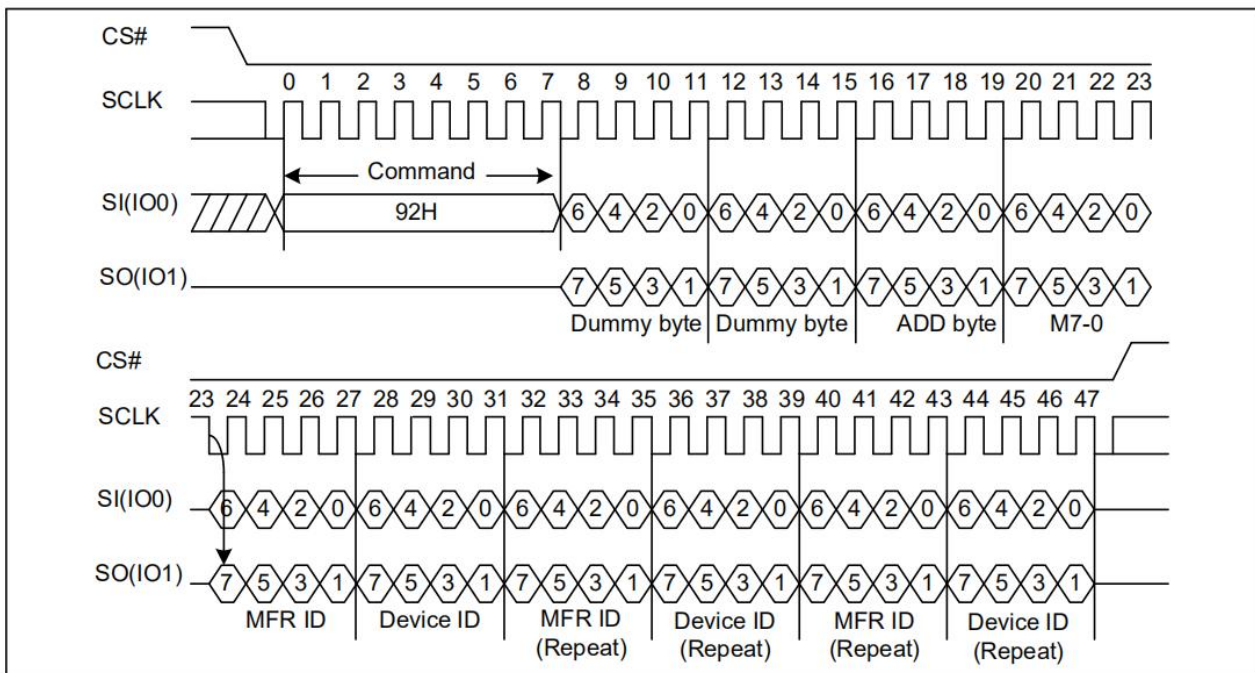 CS#
0 1 2 3 4 5 6 7 8 9 10 11 12 13 14 15 16 17 18 19 20 21 22 23
SCLK
Command
SI(IO0) 92H 6 4 2 0 6 4 2 0 6 4 2 0 6 4 2 0
SO(IO1) 7 5 3 1 7 5 3 1 7 5 3 1 7 5 3 1
Dummy byte Dummy byte ADD byte M7-0
CS#
23 24 25 26 27 28 29 30 31 32 33 34 35 36 37 38 39 40 41 42 43 44 45 46 47
SCLK
SI(IO0) 6 4 2 0 6 4 2 0 6 4 2 0 6 4 2 0 6 4 2 0 6 4 2 0
SO(IO1) 7 5 3 1 7 5 3 1 7 5 3 1 7 5 3 1 7 5 3 1 7 5 3 1
MFR ID Device ID MFR ID Device ID MFR ID Device ID
(Repeat) (Repeat) (Repeat) (Repeat)